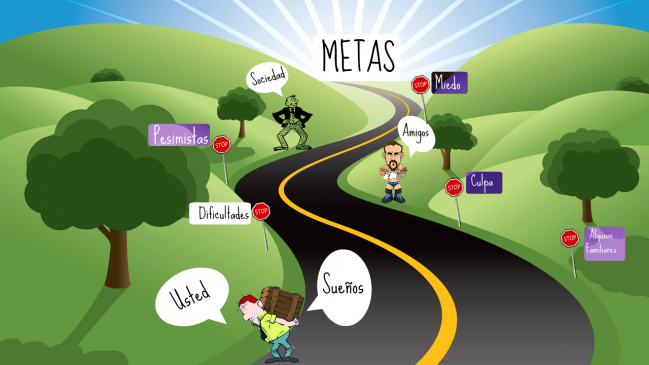 METAS
Sociedad
STOP
Miedo
Amigos
Pesimistas
STOP
STOP
Culpa
Dificultades
STOP
STOP
Algunos
Familiares
Usted
Sueños